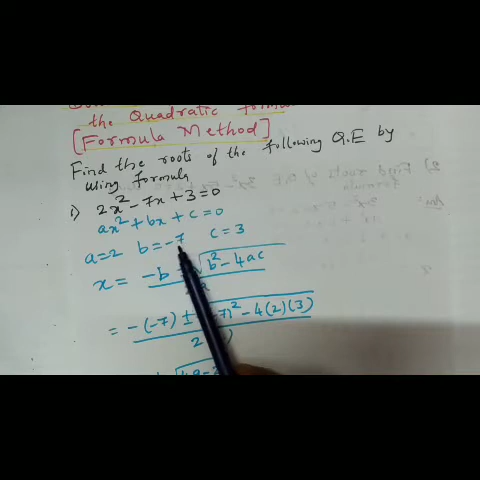 the Quadratic
[Formula Method]
Find the roots of the following Q.E by
using formula
i) 2x² - 7x + 3 = 0
ax² + bx + c = 0
a=2 b=-7 c=3
x = -b √b² - 4ac
= -(-7) ± 7)² - 4(2)(3)
2 )